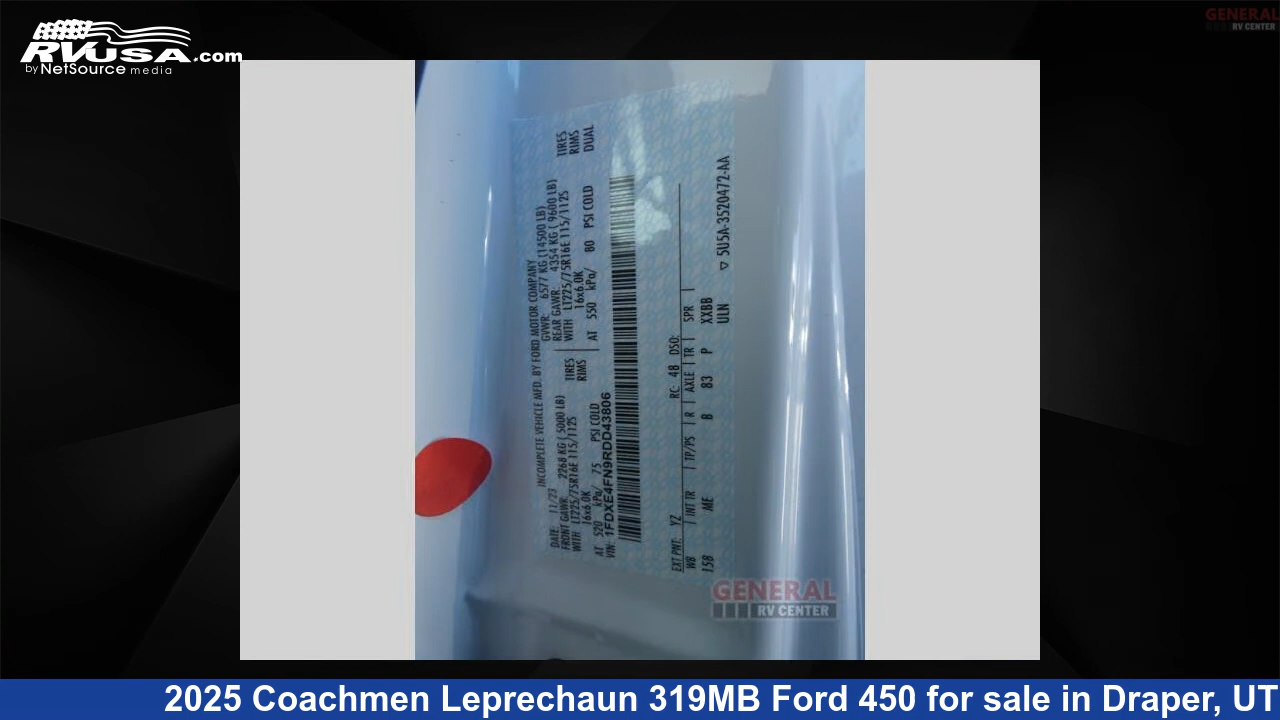 RVUSA.com
by NetSource media
GENERAL
RV CENTER
INCOMPLETE VEHICLE MFD. BY FORD MOTOR COMPANY
DATE: 11/23 GVWR: 6577 KG (14500 LB)
FRONT GAWR: 2268 KG (5000 LB) REAR GAWR: 4354 KG (9600 LB)
WITH LT225/75R16E 115/112S TIRES WITH LT225/75R16E 115/112S TIRES
16x6.0K RIMS 16x6.0K RIMS
AT 520 kPa/ 75 PSI COLD AT 550 kPa/ 80 PSI COLD DUAL
VIN: 1FDXE4FN9RDD43806
EXT PNT: YZ RC: 48 DSO:
WB INT TR TP/PS R AXLE TR SPR
158 ME B 83 P XXBB
ULN
▽ 5U5A-3520472-AA
GENERAL
RV CENTER
2025 Coachmen Leprechaun 319MB Ford 450 for sale in Draper, UT